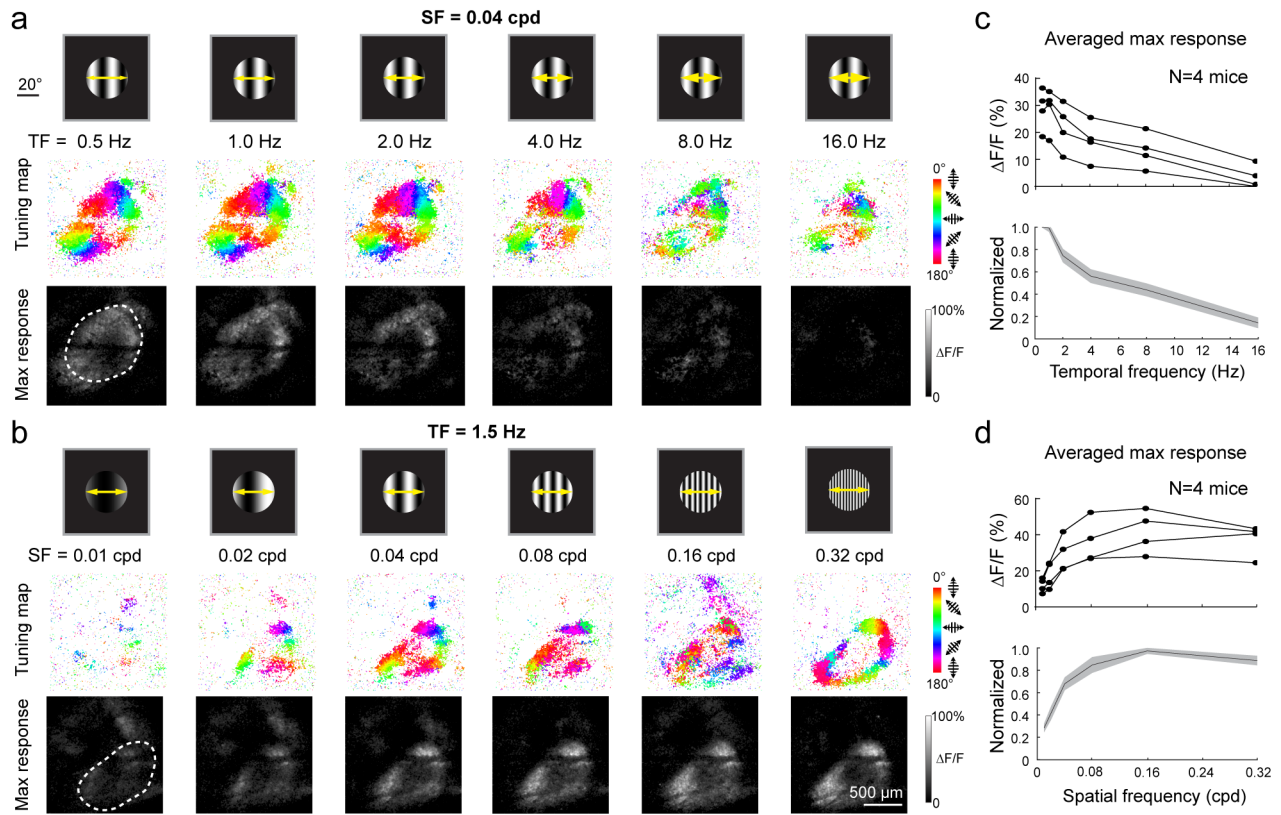 a
SF = 0.04 cpd
20°
TF = 0.5 Hz
1.0 Hz
2.0 Hz
4.0 Hz
8.0 Hz
16.0 Hz
Tuning map
0°
180°
Max response
100%
ΔF/F
0
b
TF = 1.5 Hz
SF = 0.01 cpd
0.02 cpd
0.04 cpd
0.08 cpd
0.16 cpd
0.32 cpd
Tuning map
0°
180°
Max response
500 μm
100%
ΔF/F
0
c
Averaged max response
N=4 mice
ΔF/F (%)
40
30
20
10
0
Normalized
1.0
0.8
0.6
0.4
0.2
0
0 2 4 6 8 10 12 14 16
Temporal frequency (Hz)
d
Averaged max response
N=4 mice
ΔF/F (%)
60
40
20
0
Normalized
1.0
0.8
0.6
0.4
0.2
0
0 0.08 0.16 0.24 0.32
Spatial frequency (cpd)